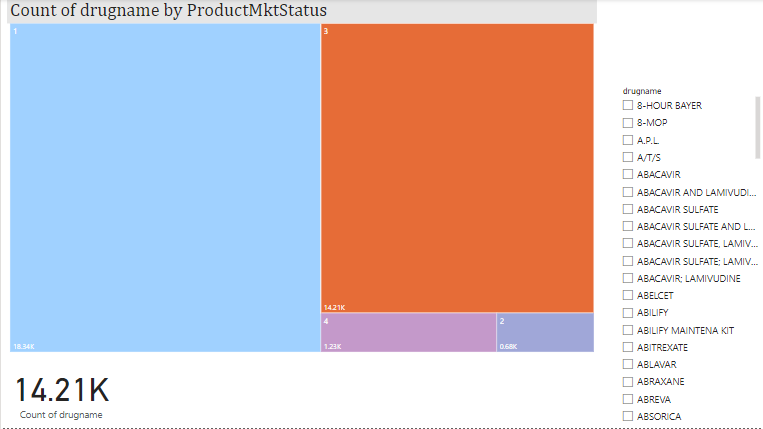 Count of drugname by ProductMktStatus
1
3
18.34K
14.21K
4
2
1.23K
0.68K
14.21K
Count of drugname
drugname
8-HOUR BAYER
8-MOP
A.P.L.
A/T/S
ABACAVIR
ABACAVIR AND LAMIVUDI...
ABACAVIR SULFATE
ABACAVIR SULFATE AND L...
ABACAVIR SULFATE, LAMIV...
ABACAVIR SULFATE; LAMIV...
ABACAVIR; LAMIVUDINE
ABELCET
ABILIFY
ABILIFY MAINTENA KIT
ABITREXATE
ABLAVAR
ABRAXANE
ABREVA
ABSORICA